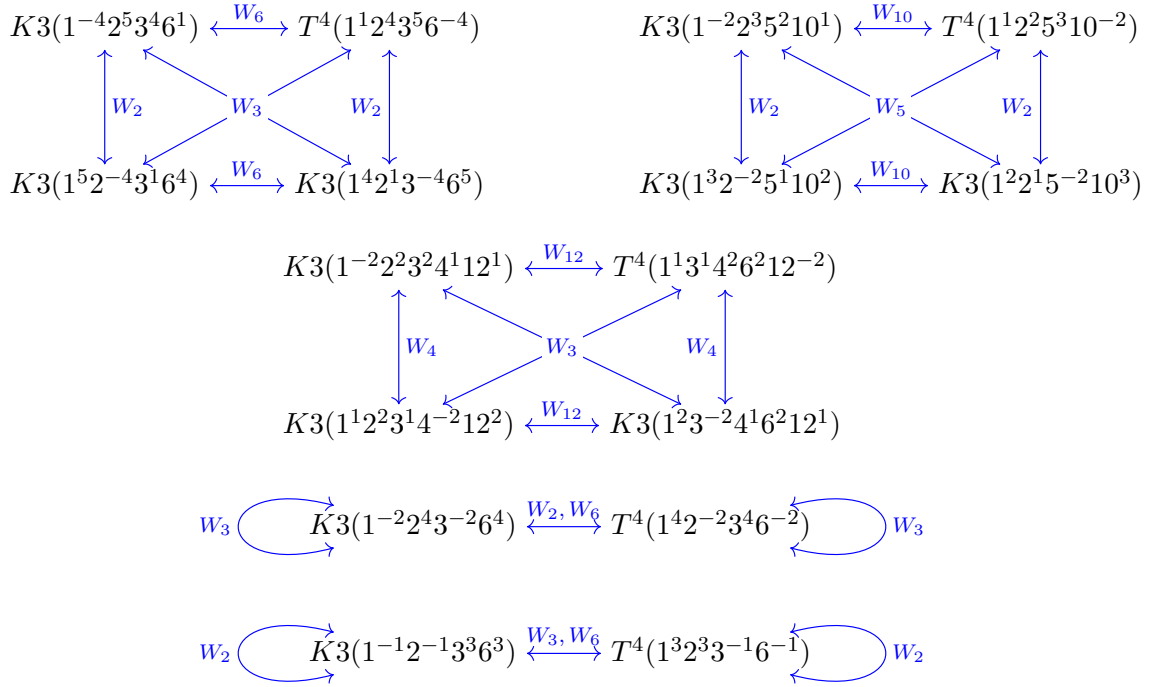 K3(1⁻⁴2⁵3⁴6¹) W₆ T⁴(1¹2⁴3⁵6⁻⁴)
W₂ W₃ W₂
K3(1⁵2⁻⁴3¹6⁴) W₆ K3(1⁴2¹3⁻⁴6⁵)
K3(1⁻²2³5²10¹) W₁₀ T⁴(1¹2²5³10⁻²)
W₂ W₅ W₂
K3(1³2⁻²5¹10²) W₁₀ K3(1²2¹5⁻²10³)
K3(1⁻²2²3²4¹12¹) W₁₂ T⁴(1¹3¹4²6²12⁻²)
W₄ W₃ W₄
K3(1¹2²3¹4⁻²12²) W₁₂ K3(1²3⁻²4¹6²12¹)
W₃ K3(1⁻²2⁴3⁻²6⁴) W₂, W₆ T⁴(1⁴2⁻²3⁴6⁻²) W₃
W₂ K3(1⁻¹2⁻¹3³6³) W₃, W₆ T⁴(1³2³3⁻¹6⁻¹) W₂